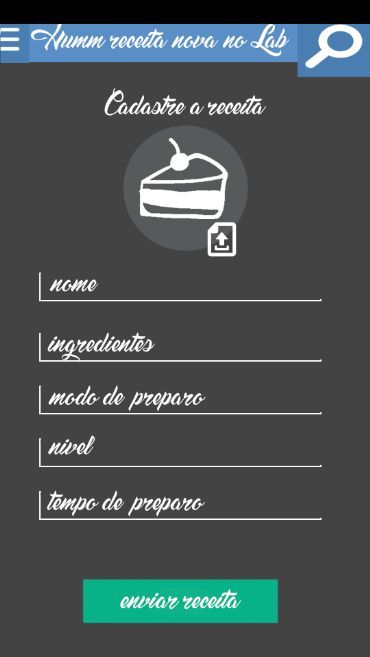 Humm receita nova no Lab
Cadastre a receita
nome
ingredientes
modo de preparo
nivel
tempo de preparo
enviar receita